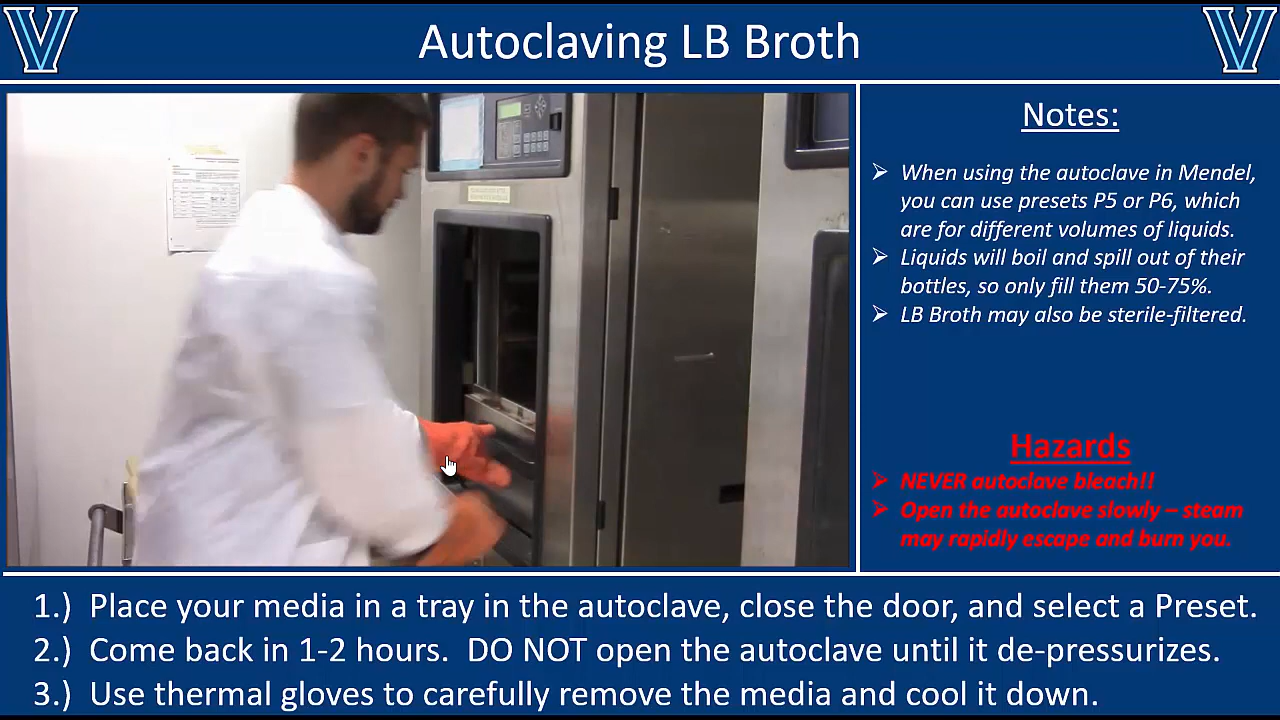 Autoclaving LB Broth
Notes:
➢ When using the autoclave in Mendel,
you can use presets P5 or P6, which
are for different volumes of liquids.
➢ Liquids will boil and spill out of their
bottles, so only fill them 50-75%.
➢ LB Broth may also be sterile-filtered.
Hazards
➢ NEVER autoclave bleach!!
➢ Open the autoclave slowly – steam
may rapidly escape and burn you.
1.) Place your media in a tray in the autoclave, close the door, and select a Preset.
2.) Come back in 1-2 hours. DO NOT open the autoclave until it de-pressurizes.
3.) Use thermal gloves to carefully remove the media and cool it down.